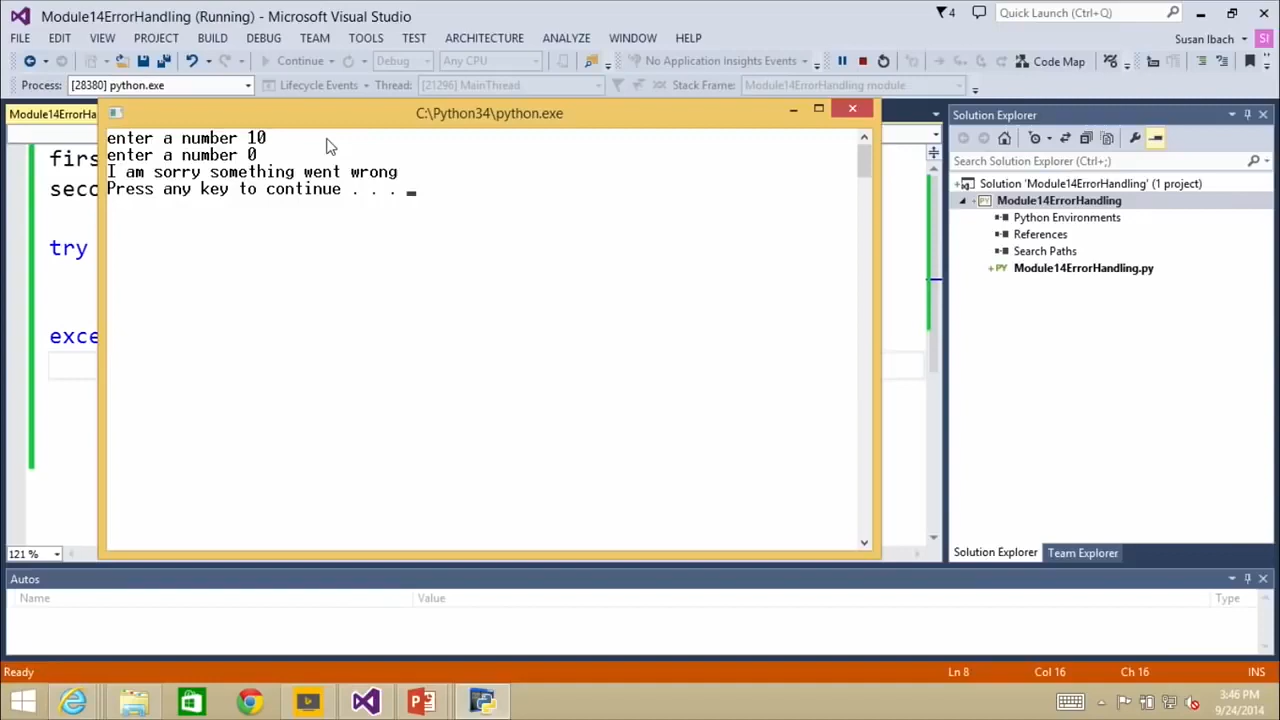 Module14ErrorHandling (Running) - Microsoft Visual Studio
4
Quick Launch (Ctrl+Q)
FILE EDIT VIEW PROJECT BUILD DEBUG TEAM TOOLS TEST ARCHITECTURE ANALYZE WINDOW HELP
Susan Ibach
SI
Continue
Debug
Any CPU
No Application Insights Events
Code Map
Process: [28380] python.exe
Lifecycle Events
Thread: [21296] MainThread
Stack Frame: Module14ErrorHandling module
Module14ErrorHa
C:\Python34\python.exe
enter a number 10
enter a number 0
I am sorry something went wrong
Press any key to continue . . .
firs
seco
try
exce
121 %
Solution Explorer
Search Solution Explorer (Ctrl+;)
Solution 'Module14ErrorHandling' (1 project)
PY Module14ErrorHandling
Python Environments
References
Search Paths
PY Module14ErrorHandling.py
Solution Explorer Team Explorer
Autos
Name Value Type
Ready
Ln 8 Col 16 Ch 16 INS
3:46 PM
9/24/2014